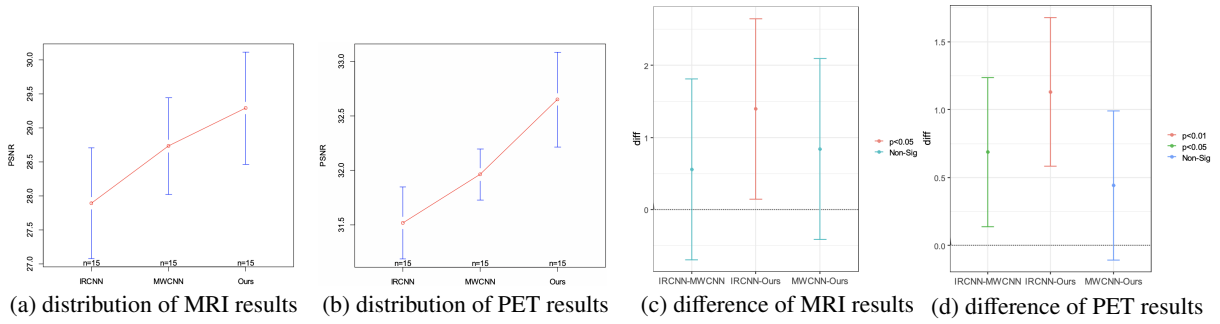 PSNR
30.0
29.5
29.0
28.5
28.0
27.5
27.0
n=15 n=15 n=15
IRCNN MWCNN Ours
(a) distribution of MRI results
PSNR
33.0
32.5
32.0
31.5
n=15 n=15 n=15
IRCNN MWCNN Ours
(b) distribution of PET results
diff
2
1
0
IRCNN-MWCNN IRCNN-Ours MWCNN-Ours
p<0.05
Non-Sig
(c) difference of MRI results
diff
1.5
1.0
0.5
0.0
IRCNN-MWCNN IRCNN-Ours MWCNN-Ours
p<0.01
p<0.05
Non-Sig
(d) difference of PET results